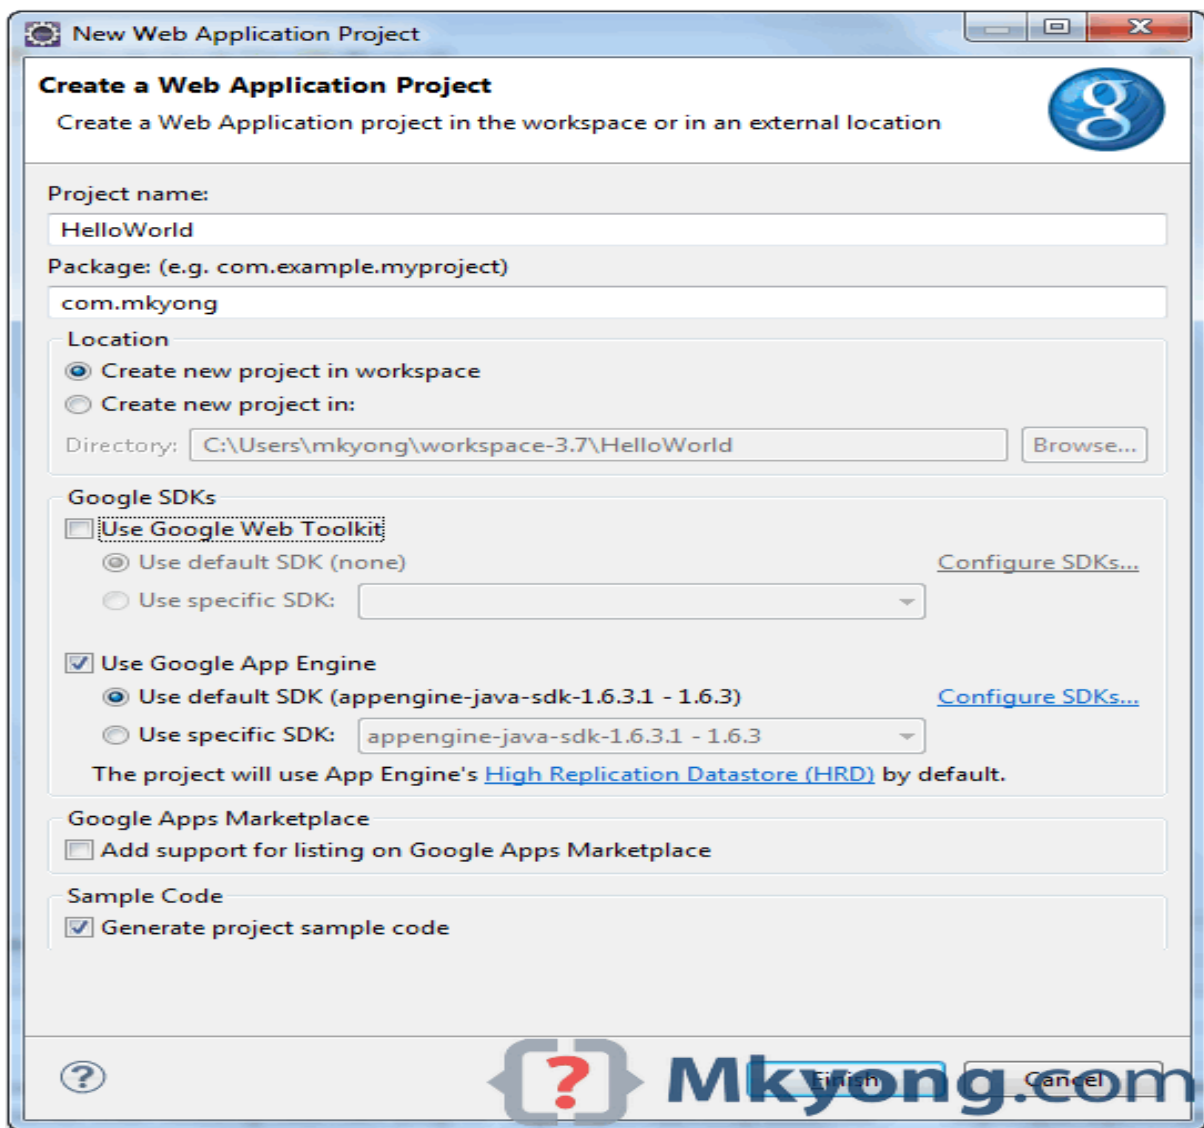 New Web Application Project
Create a Web Application Project
Create a Web Application project in the workspace or in an external location
g
Project name:
HelloWorld
Package: (e.g. com.example.myproject)
com.mkyong
Location
Create new project in workspace
Create new project in:
Directory: C:\Users\mkyong\workspace-3.7\HelloWorld Browse...
Google SDKs
Use Google Web Toolkit
Use default SDK (none) Configure SDKs...
Use specific SDK:
Use Google App Engine
Use default SDK (appengine-java-sdk-1.6.3.1 - 1.6.3) Configure SDKs...
Use specific SDK: appengine-java-sdk-1.6.3.1 - 1.6.3
The project will use App Engine's High Replication Datastore (HRD) by default.
Google Apps Marketplace
Add support for listing on Google Apps Marketplace
Sample Code
Generate project sample code
? Finish Cancel
{?} Mkyong.com